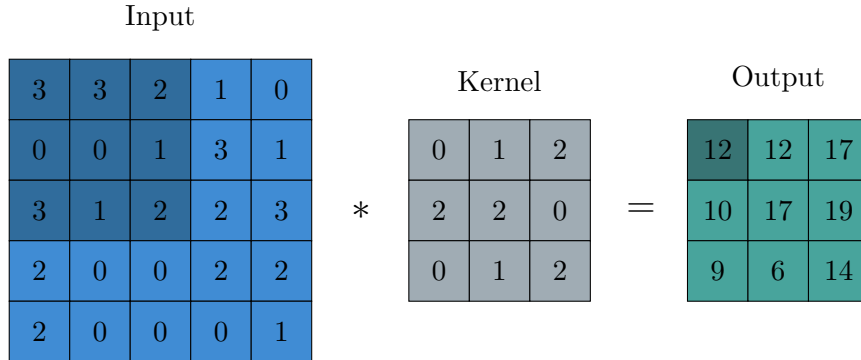 Input
3 3 2 1 0
0 0 1 3 1
3 1 2 2 3
2 0 0 2 2
2 0 0 0 1
*
Kernel
0 1 2
2 2 0
0 1 2
=
Output
12 12 17
10 17 19
9 6 14